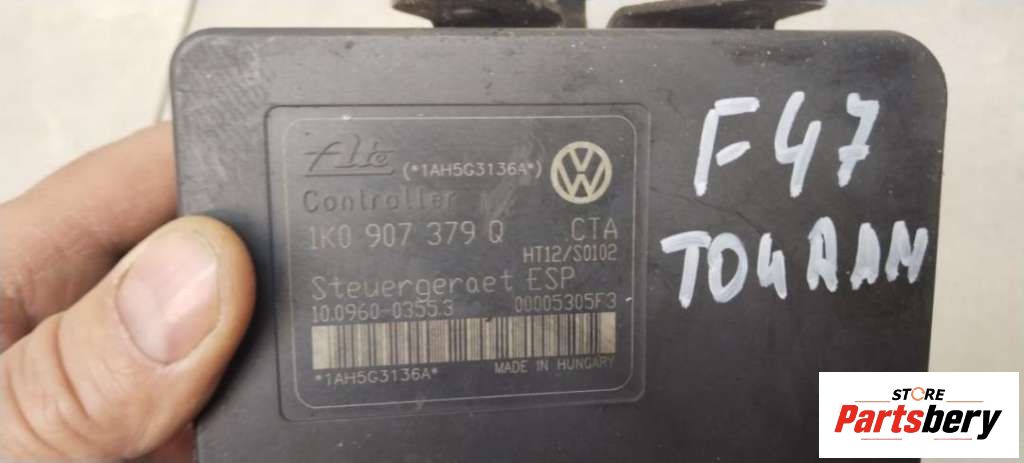 Ate (*1AH5G3136A*)
Controller
1K0 907 379 Q CTA
HT12/S0102
Steuergeraet ESP
10.0960-0355.3 00005305F3
MADE IN HUNGARY
*1AH5G3136A*
F47
TOURAN
STORE
Partsbery